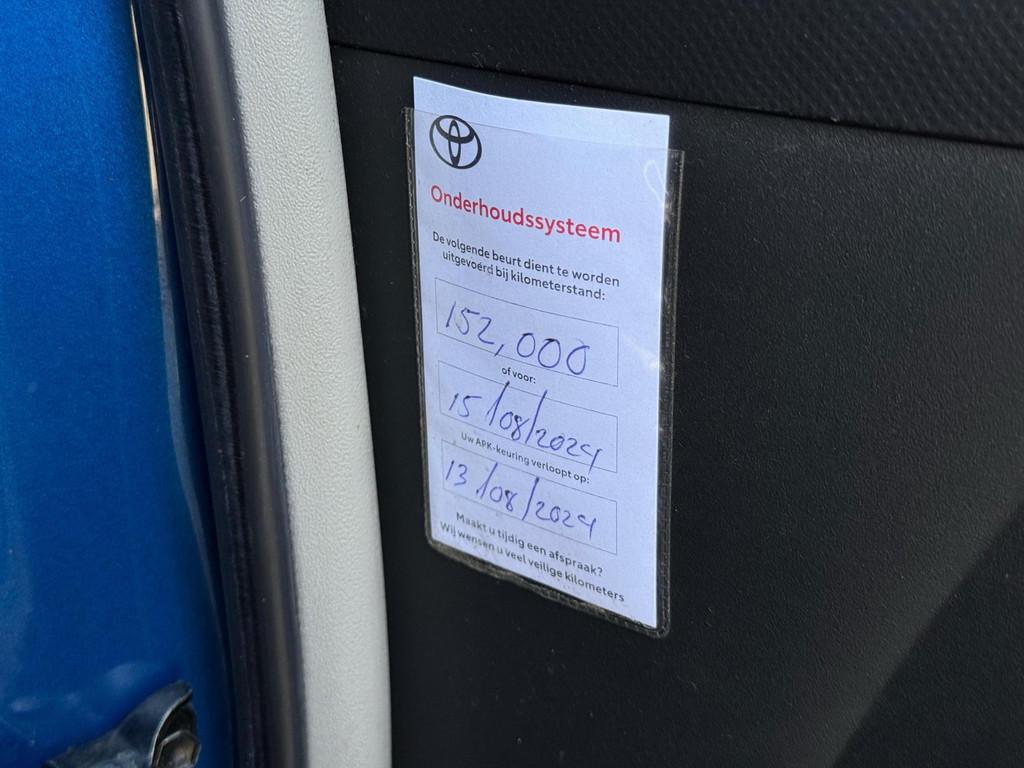 Onderhoudssysteem
De volgende beurt dient te worden
uitgevoerd bij kilometerstand:
152,000
of voor:
15/08/2024
Uw APK-keuring verloopt op:
13/08/2024
Maakt u tijdig een afspraak?
Wij wensen u veel veilige kilometers